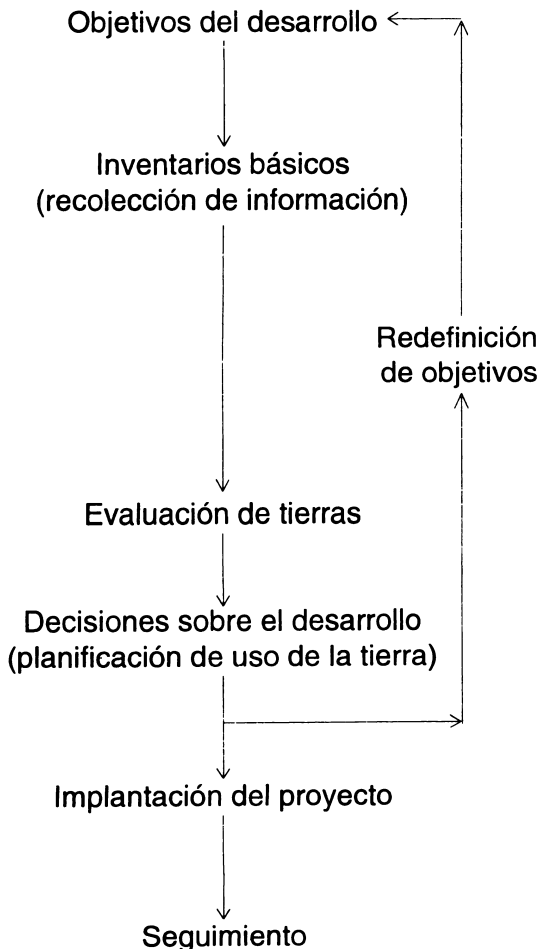 Objetivos del desarrollo
Inventarios básicos
(recolección de información)
Redefinición
de objetivos
Evaluación de tierras
Decisiones sobre el desarrollo
(planificación de uso de la tierra)
Implantación del proyecto
Seguimiento